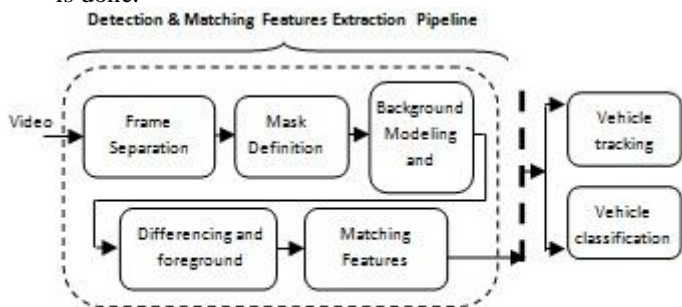 is done.
Detection & Matching Features Extraction Pipeline
Video
Frame
Separation
Mask
Definition
Background
Modeling
and
Differencing and
foreground
Matching
Features
Vehicle
tracking
Vehicle
classification